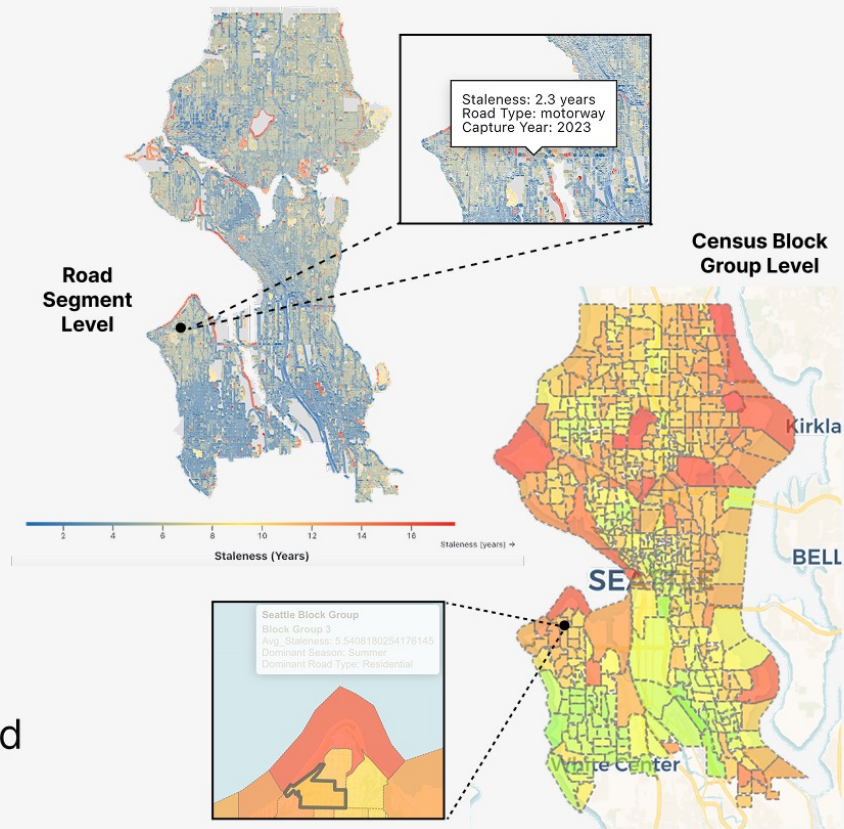 Staleness: 2.3 years
Road Type: motorway
Capture Year: 2023
Road
Segment
Level
Census Block
Group Level
Kirkla
2
4
6
8
10
12
14
16
Staleness (years) →
Staleness (Years)
BELL
SEATTLE
Seattle Block Group
Block Group 3
Avg_Staleness: 5.5408180254176145
Dominant Season: Summer
Dominant Road Type: Residential
d
White Center